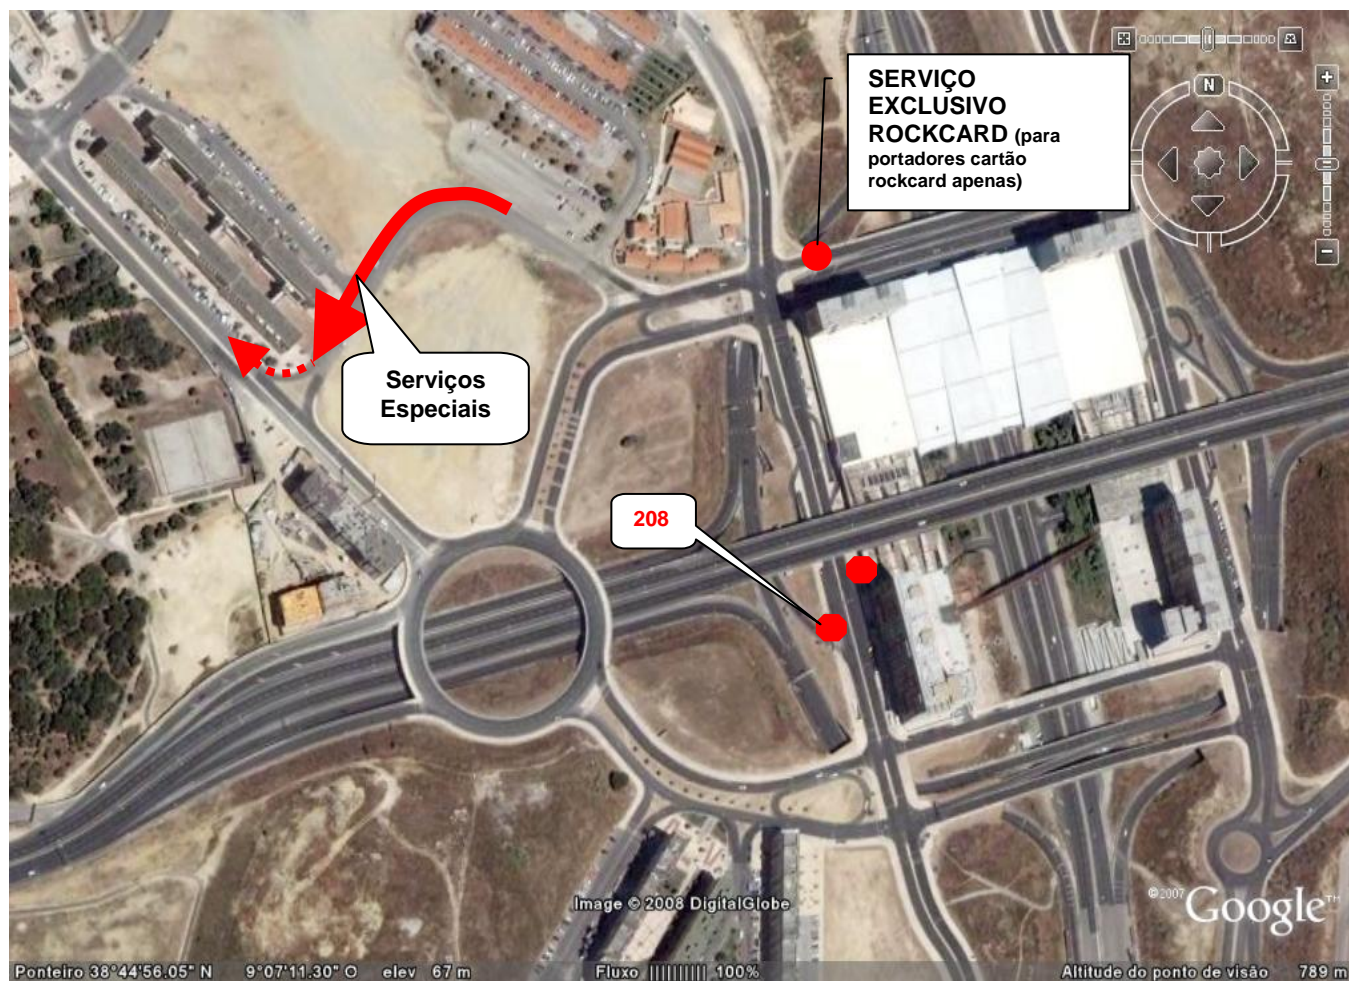 SERVIÇO
EXCLUSIVO
ROCKCARD (para
portadores cartão
rockcard apenas)
N
Serviços
Especiais
208
Image © 2008 DigitalGlobe
©2007 Google™
Ponteiro 38°44'56.05" N 9°07'11.30" O elev 67 m Fluxo |||||||||| 100% Altitude do ponto de visão 789 m